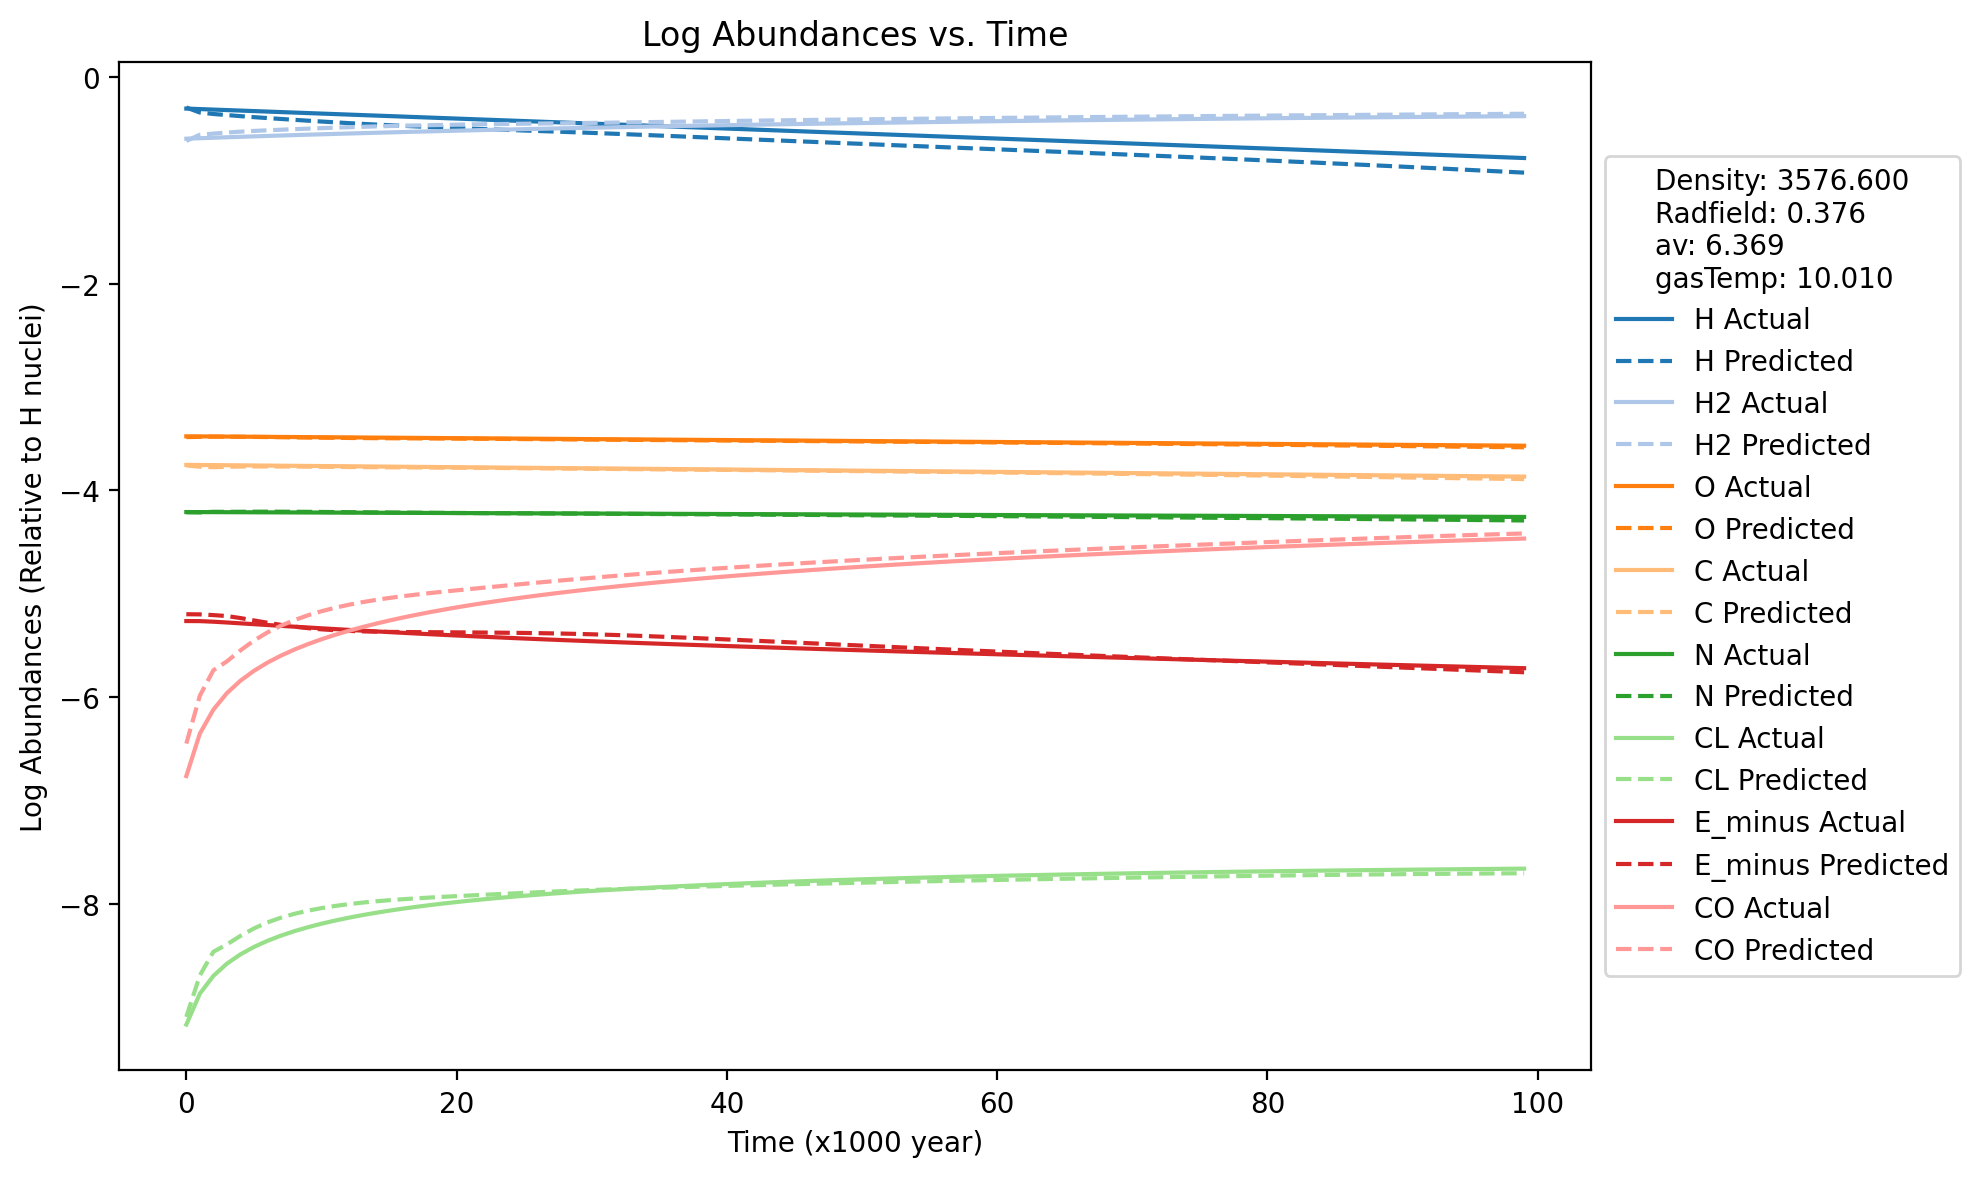 Log Abundances vs. Time
Log Abundances (Relative to H nuclei)
0
−2
−4
−6
−8
0
20
40
60
80
100
Time (x1000 year)
Density: 3576.600
Radfield: 0.376
av: 6.369
gasTemp: 10.010
H Actual
H Predicted
H2 Actual
H2 Predicted
O Actual
O Predicted
C Actual
C Predicted
N Actual
N Predicted
CL Actual
CL Predicted
E_minus Actual
E_minus Predicted
CO Actual
CO Predicted